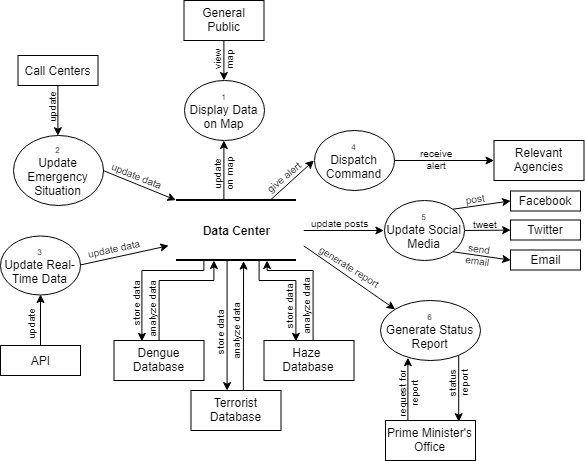 General
Public
view
map
Call Centers
update
1
Display Data
on Map
2
Update
Emergency
Situation
update data
update
on map
give alert
4
Dispatch
Command
receive
alert
Relevant
Agencies
3
Update Real-
Time Data
update data
update
API
Data Center
update posts
5
Update Social
Media
post
tweet
send
email
Facebook
Twitter
Email
generate report
store data
analyze data
store data
analyze data
store data
analyze data
Dengue
Database
Terrorist
Database
Haze
Database
6
Generate Status
Report
request for
report
status
report
Prime Minister's
Office